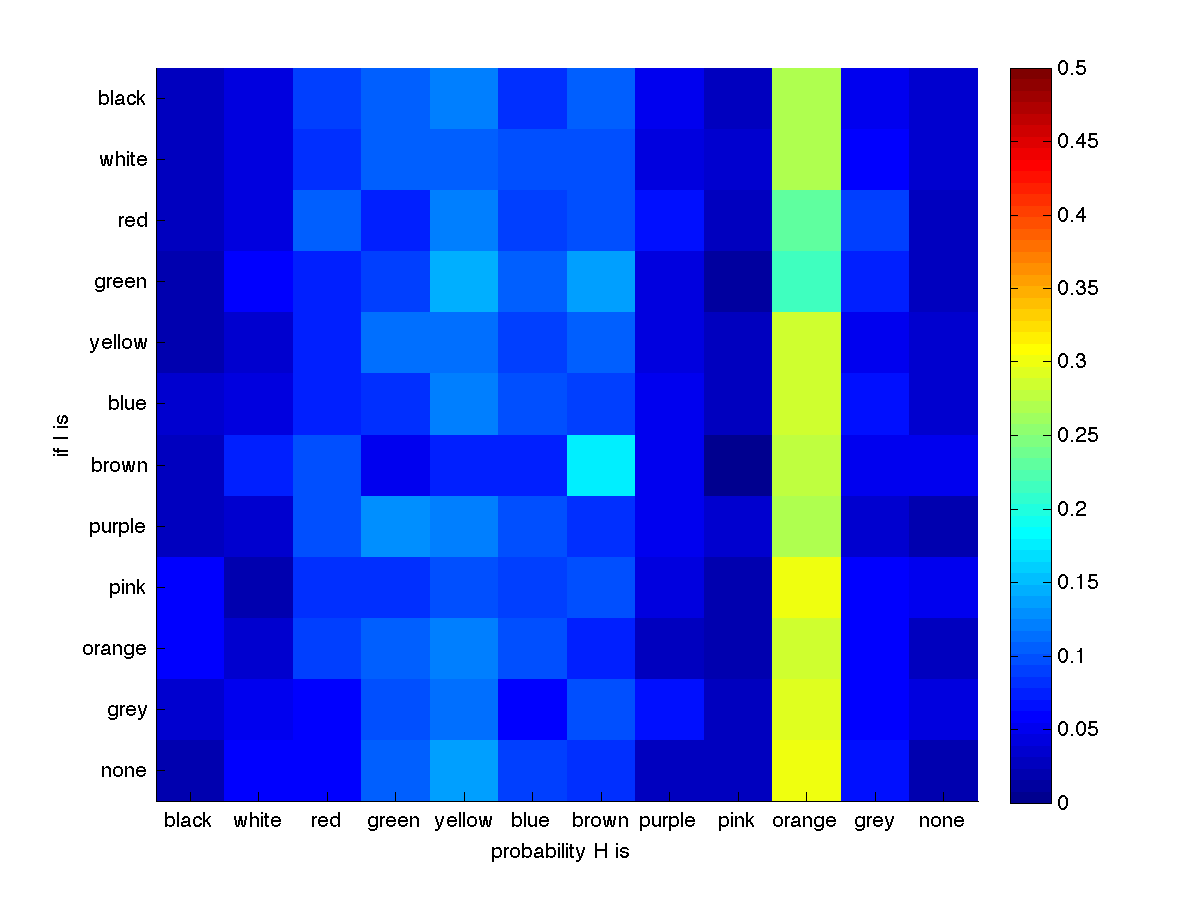 black
white
red
green
yellow
blue
brown
purple
pink
orange
grey
none
if I is
black white red green yellow blue brown purple pink orange grey none
probability H is
0.5
0.45
0.4
0.35
0.3
0.25
0.2
0.15
0.1
0.05
0